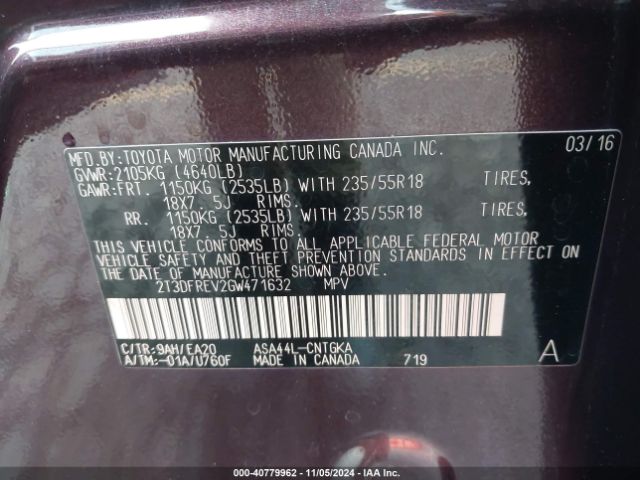 MFD.BY:TOYOTA MOTOR MANUFACTURING CANADA INC. 03/16
GVWR:2105KG (4640LB)
GAWR:FRT. 1150KG (2535LB) WITH 235/55R18 TIRES,
18X7. 5J RIMS.
RR. 1150KG (2535LB) WITH 235/55R18 TIRES,
18X7. 5J RIMS.
THIS VEHICLE CONFORMS TO ALL APPLICABLE FEDERAL MOTOR
VEHICLE SAFETY AND THEFT PREVENTION STANDARDS IN EFFECT ON
THE DATE OF MANUFACTURE SHOWN ABOVE.
2T3DFREV2GW471632 MPV
C/TR:9AH/EA20 ASA44L-CNTGKA
A/TM:-01A/U760F MADE IN CANADA 719 A
000-40779962 - 11/05/2024 - IAA Inc.